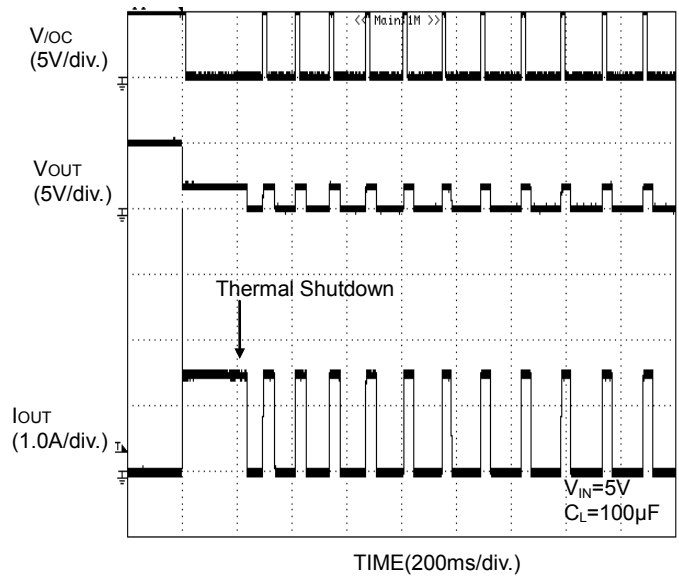 V/OC
(5V/div.)
<< Main:1M >>
VOUT
(5V/div.)
Thermal Shutdown
IOUT
(1.0A/div.)
T
VIN=5V
CL=100µF
TIME(200ms/div.)